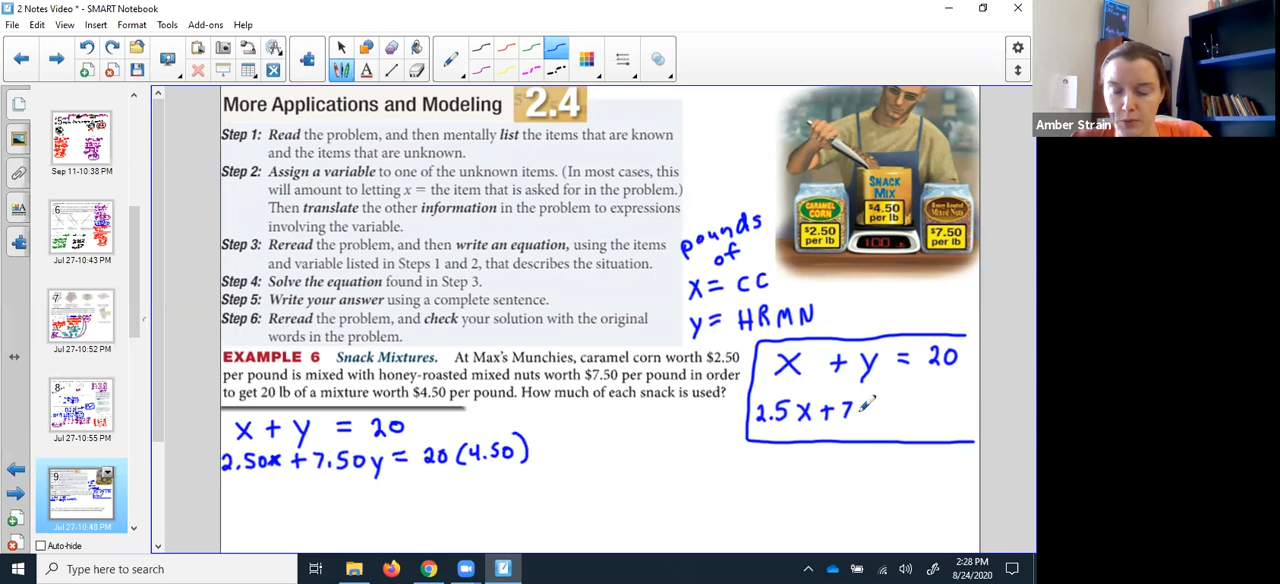 2 Notes Video * - SMART Notebook
File Edit View Insert Format Tools Add-ons Help
Sep 11-10:38 PM
6
Jul 27-10:43 PM
7
Jul 27-10:52 PM
8
Jul 27-10:55 PM
9
Jul 27-10:48 PM
Auto-hide
More Applications and Modeling 2.4
Step 1: Read the problem, and then mentally list the items that are known
and the items that are unknown.
Step 2: Assign a variable to one of the unknown items. (In most cases, this
will amount to letting x = the item that is asked for in the problem.)
Then translate the other information in the problem to expressions
involving the variable.
Step 3: Reread the problem, and then write an equation, using the items
and variable listed in Steps 1 and 2, that describes the situation.
Step 4: Solve the equation found in Step 3.
Step 5: Write your answer using a complete sentence.
Step 6: Reread the problem, and check your solution with the original
words in the problem.
EXAMPLE 6 Snack Mixtures. At Max's Munchies, caramel corn worth $2.50
per pound is mixed with honey-roasted mixed nuts worth $7.50 per pound in order
to get 20 lb of a mixture worth $4.50 per pound. How much of each snack is used?
x + y = 20
2.50x + 7.50y = 20(4.50)
CARAMEL
CORN
$2.50
per lb
SNACK
MIX
$4.50
per lb
Honey Roasted
Mixed Nuts
$7.50
per lb
pounds
of
x = CC
y = HRMN
x + y = 20
2.5x + 7
Amber Strain
Type here to search
2:28 PM
8/24/2020